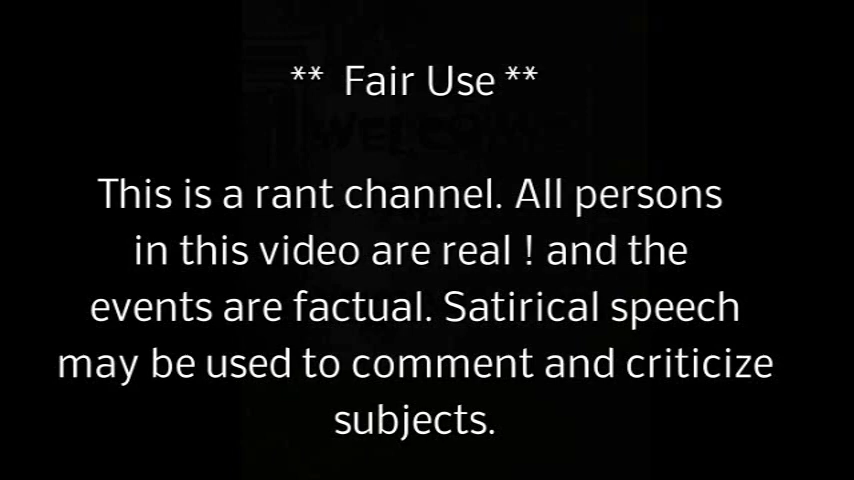 ** Fair Use **
This is a rant channel. All persons
in this video are real ! and the
events are factual. Satirical speech
may be used to comment and criticize
subjects.